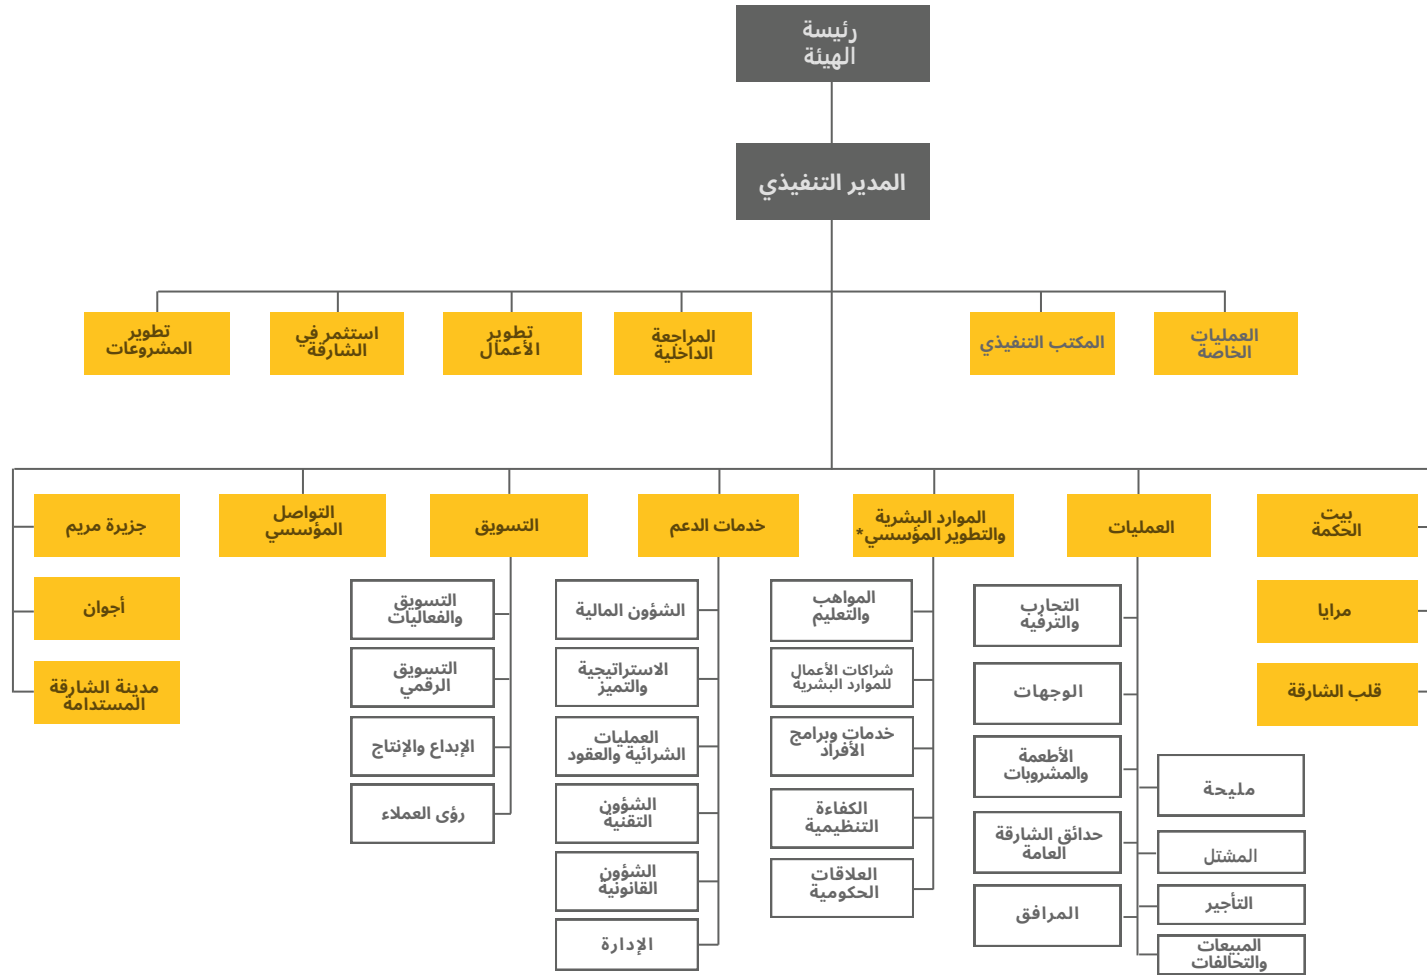 رئيسة
الهيئة
المدير التنفيذي
العمليات
الخاصة
المكتب التنفيذي
المراجعة
الداخلية
تطوير
الأعمال
استثمر في
الشارقة
تطوير
المشروعات
بيت
الحكمة
مرايا
قلب الشارقة
العمليات
التجارب
والترفيه
الوجهات
الأطعمة
والمشروبات
حدائق الشارقة
العامة
المرافق
مليحة
المشتل
التأجير
المبيعات
والتحالفات
الموارد البشرية
والتطوير المؤسسي*
المواهب
والتعليم
شراكات الأعمال
للموارد البشرية
خدمات وبرامج
الأفراد
الكفاءة
التنظيمية
العلاقات
الحكومية
خدمات الدعم
الشؤون المالية
الاستراتيجية
والتميز
العمليات
الشرائية والعقود
الشؤون
التقنية
الشؤون
القانونية
الإدارة
التسويق
التسويق
والفعاليات
التسويق
الرقمي
الإبداع والإنتاج
رؤى العملاء
التواصل
المؤسسي
جزيرة مريم
أجوان
مدينة الشارقة
المستدامة